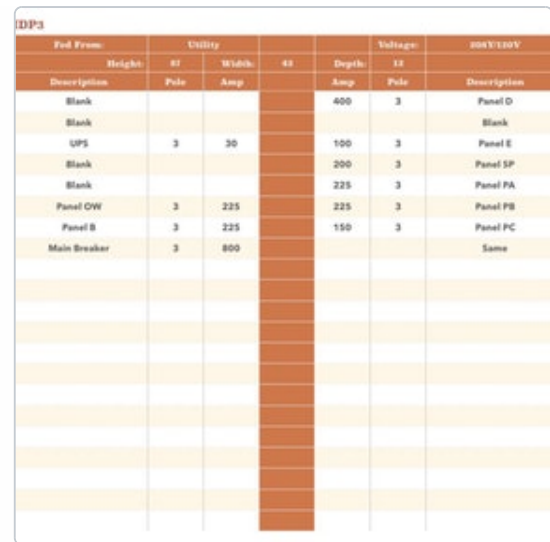 IDP3
Fed From: Utility Voltage: 208Y/120V
Height: 87 Width: 43 Depth: 12
Description Pole Amp Amp Pole Description
Blank 400 3 Panel D
Blank Blank
UPS 3 30 100 3 Panel E
Blank 200 3 Panel SP
Blank 225 3 Panel PA
Panel OW 3 225 225 3 Panel PB
Panel B 3 225 150 3 Panel PC
Main Breaker 3 800 Same